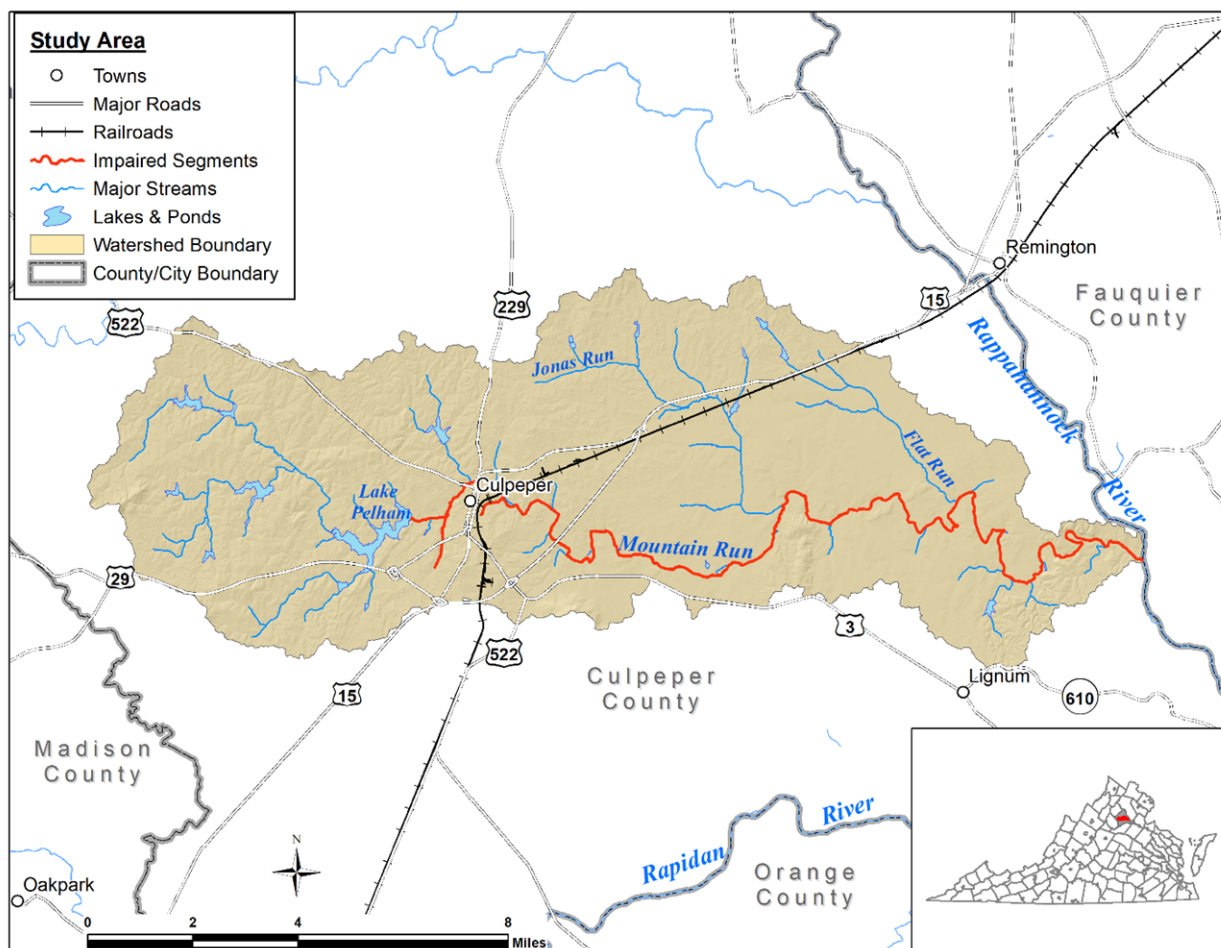 Study Area
Towns
Major Roads
Railroads
Impaired Segments
Major Streams
Lakes & Ponds
Watershed Boundary
County/City Boundary
Remington
15
Fauquier
County
229
522
Jonas Run
Rappahannock
River
Flat Run
Culpeper
Lake
Pelham
Mountain Run
29
3
522
Culpeper
County
Lignum
15
610
Madison
County
River
Rapidan
Orange
County
N
Oakpark
0 2 4 8
Miles